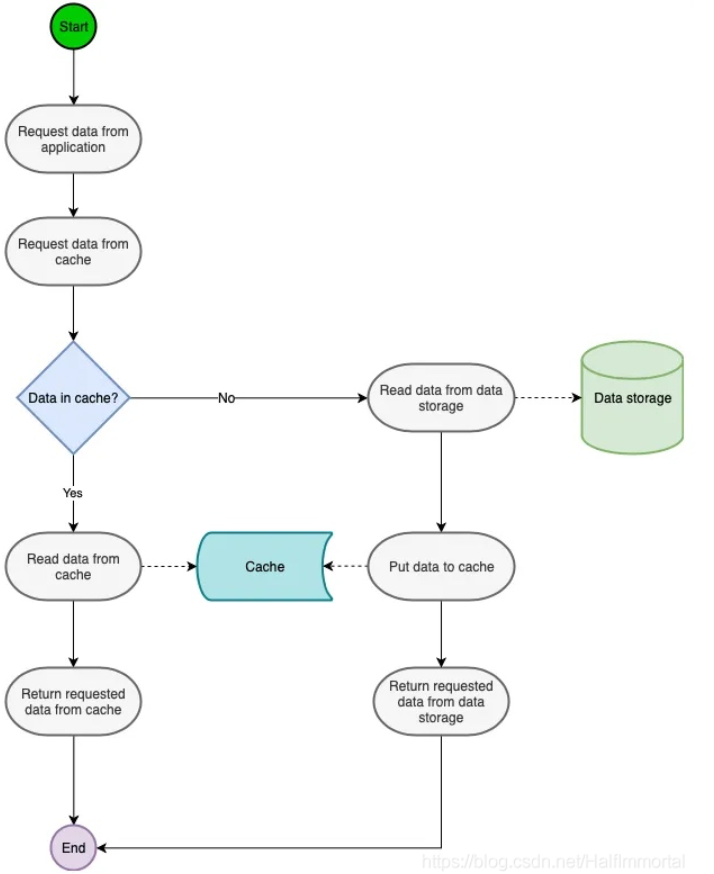 Start
Request data from
application
Request data from
cache
Data in cache?
No
Read data from data
storage
Data storage
Yes
Read data from
cache
Cache
Put data to cache
Return requested
data from cache
Return requested
data from data
storage
End
https://blog.csdn.net/HalfImmortal